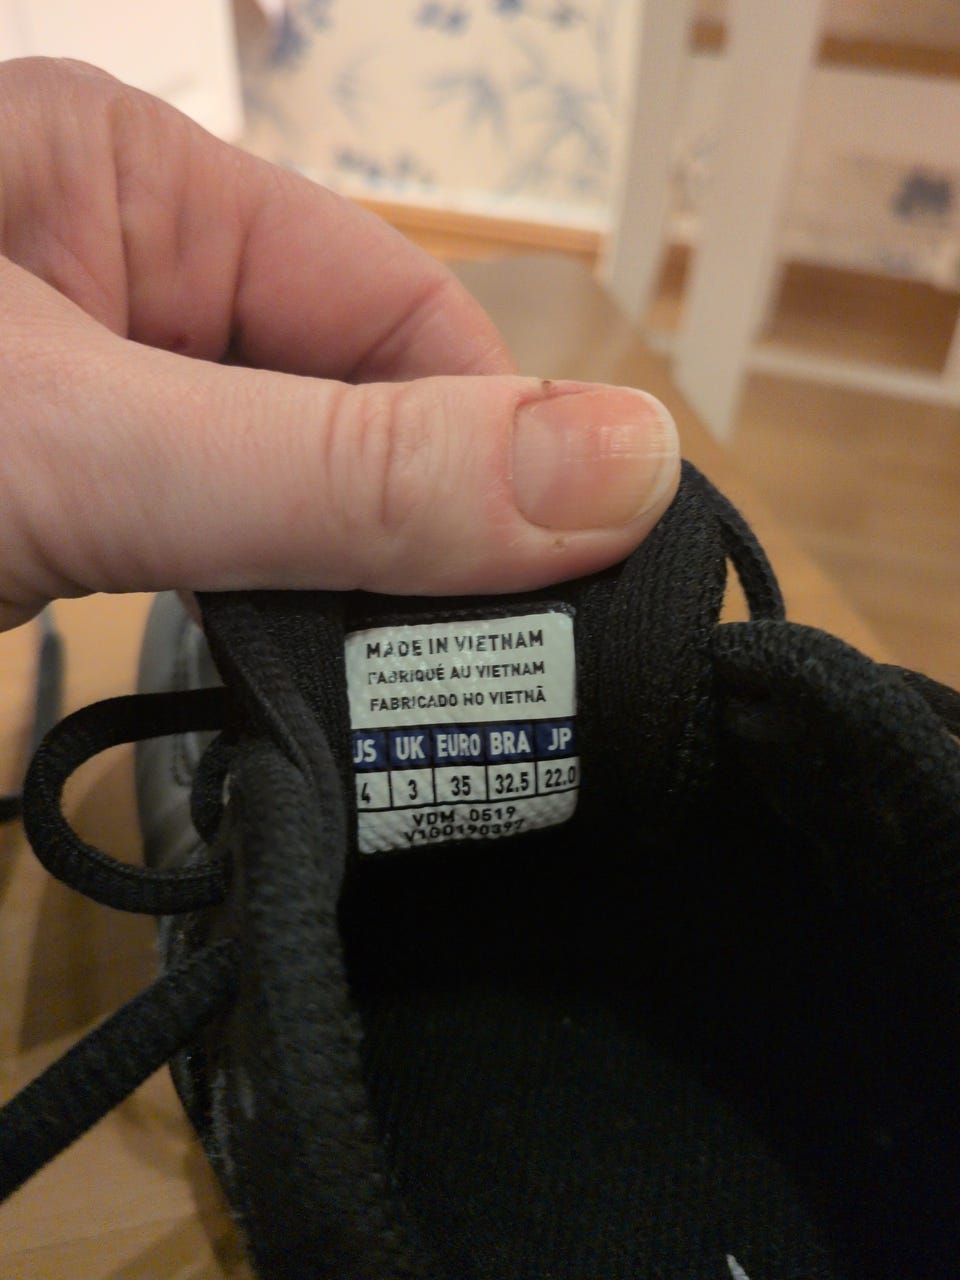 MADE IN VIETNAM
FABRIQUÉ AU VIETNAM
FABRICADO NO VIETNÃ
US UK EURO BRA JP
4 3 35 32.5 22.0
VDM 0519
V1G0190397